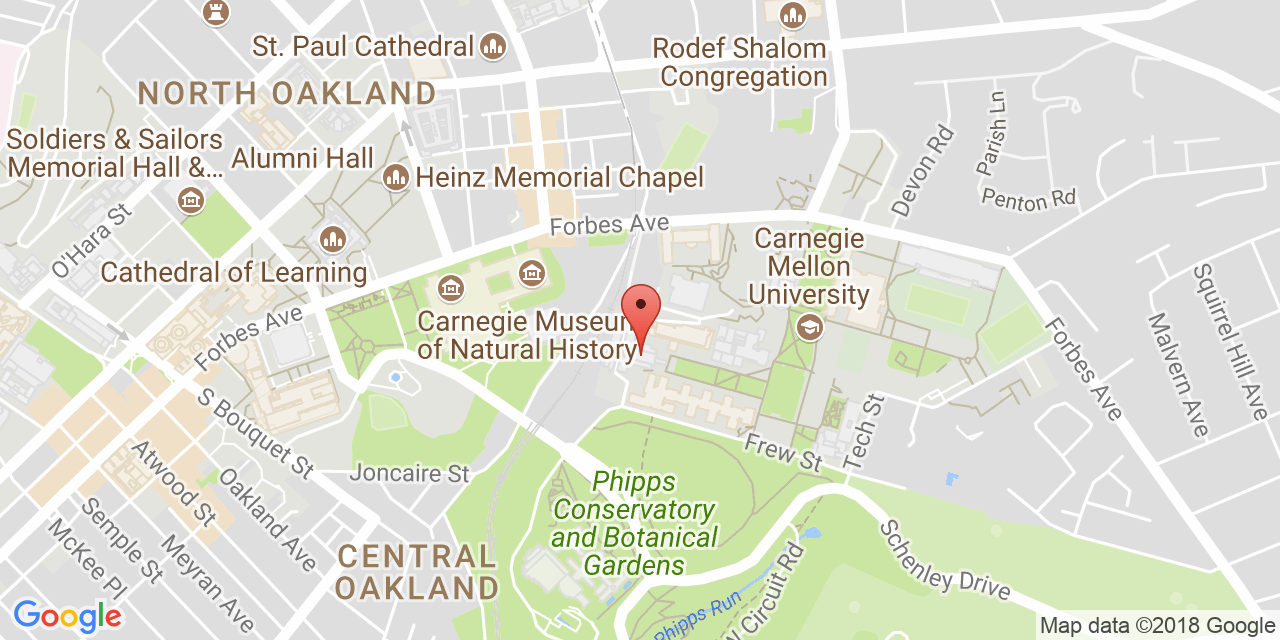 St. Paul Cathedral
Rodef Shalom
Congregation
NORTH OAKLAND
Soldiers & Sailors
Memorial Hall &...
Alumni Hall
Heinz Memorial Chapel
Parish Ln
Devon Rd
Penton Rd
O'Hara St
Forbes Ave
Cathedral of Learning
Carnegie
Mellon
University
Carnegie Museum
of Natural History
Forbes Ave
Squirrel Hill Ave
Malvern Ave
Forbes Ave
S Bouquet St
Atwood St
Oakland Ave
Joncaire St
Frew St
Tech St
Semple St
McKee Pl
Meyran Ave
CENTRAL
OAKLAND
Phipps
Conservatory
and Botanical
Gardens
Schenley Drive
Phipps Run
W Circuit Rd
Google
Map data ©2018 Google